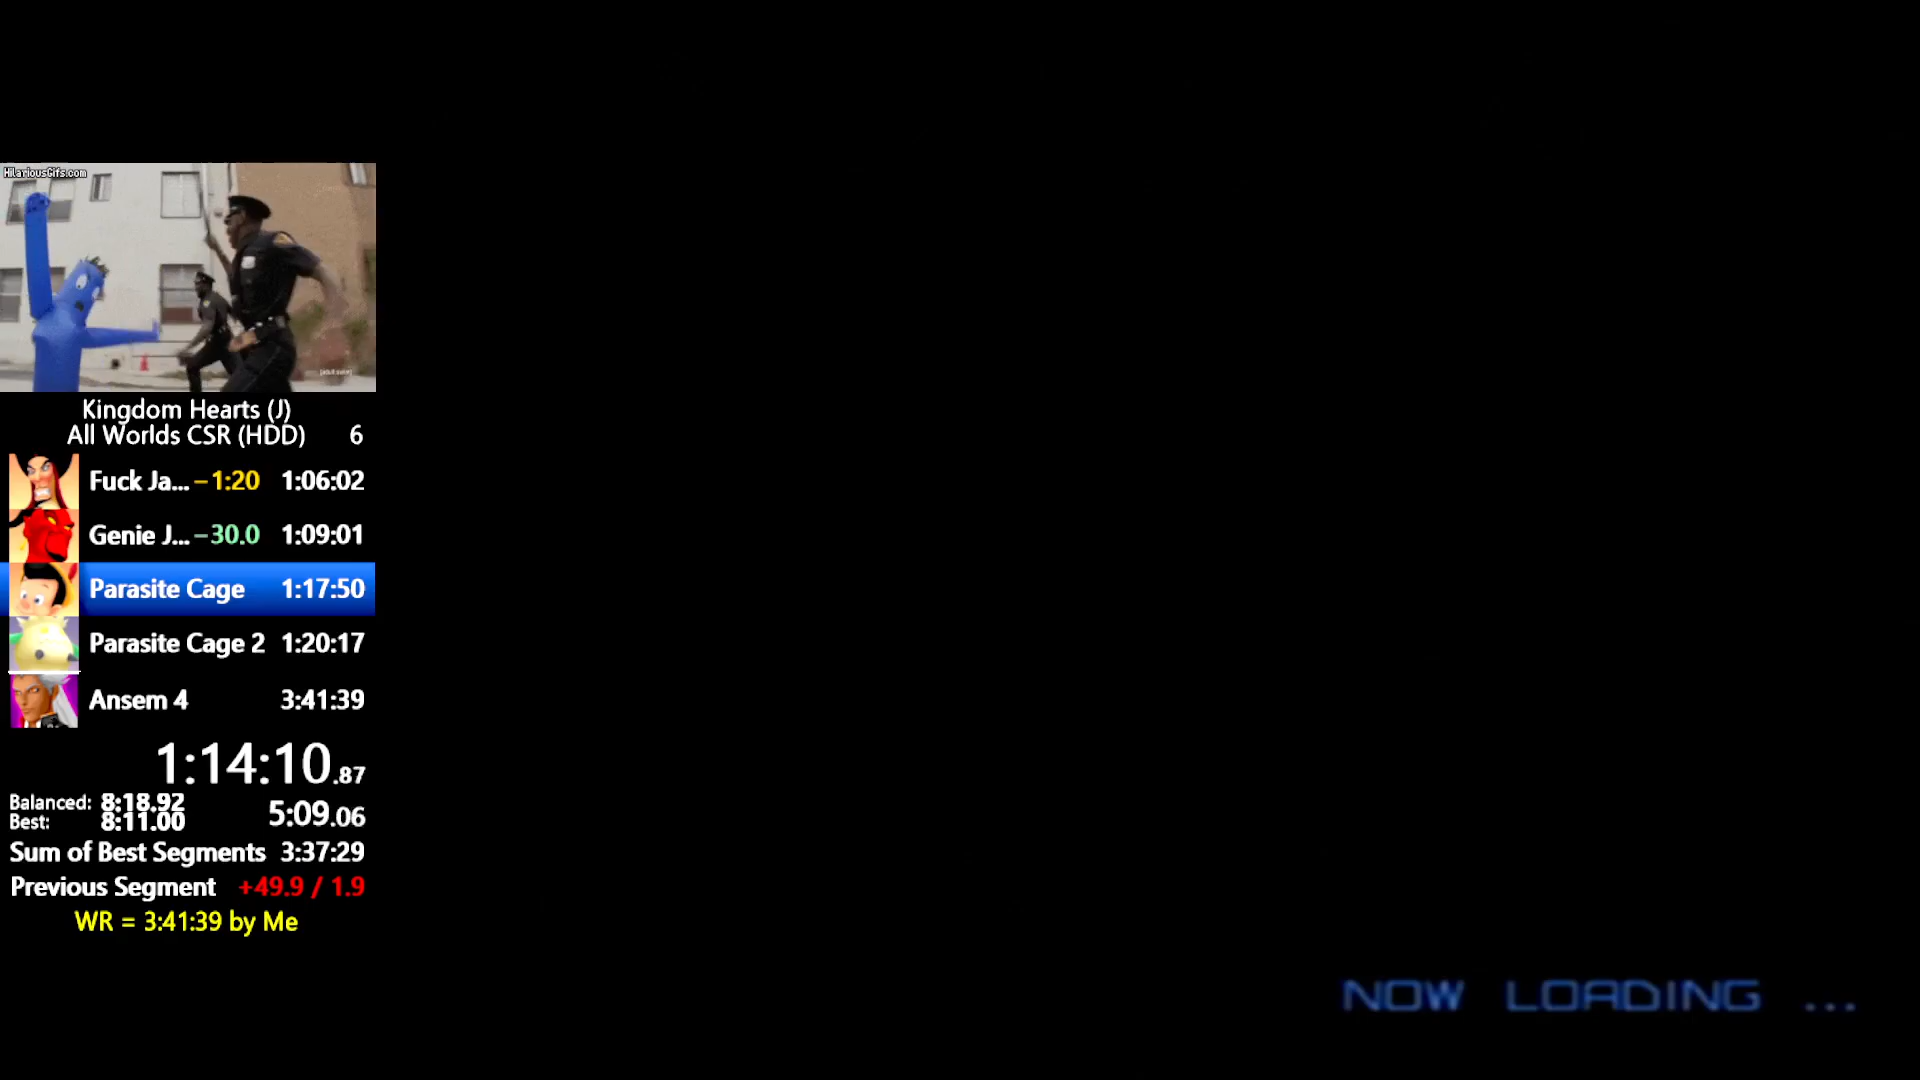 HilariousGifs.com
[adult swim]
Kingdom Hearts (J)
All Worlds CSR (HDD) 6
Fuck Ja... −1:20 1:06:02
Genie J... −30.0 1:09:01
Parasite Cage 1:17:50
Parasite Cage 2 1:20:17
Ansem 4 3:41:39
1:14:10.87
Balanced: 8:18.92
Best: 8:11.00
5:09.06
Sum of Best Segments 3:37:29
Previous Segment +49.9 / 1.9
WR = 3:41:39 by Me
NOW LOADING ...